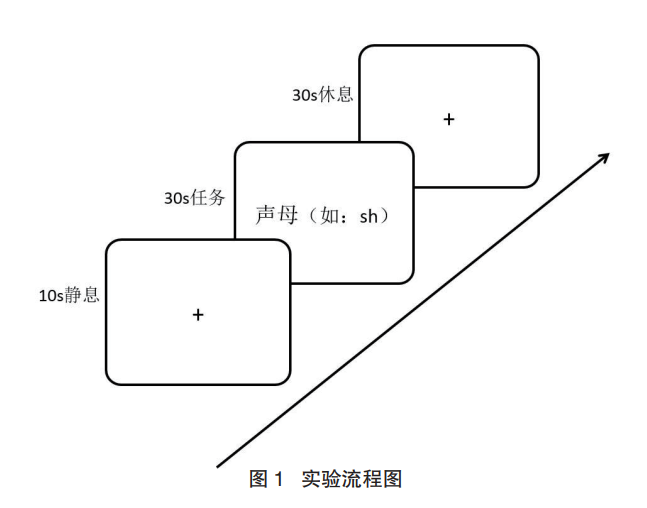 30s休息
+
30s任务
声母（如：sh）
10s静息
+
图 1 实验流程图